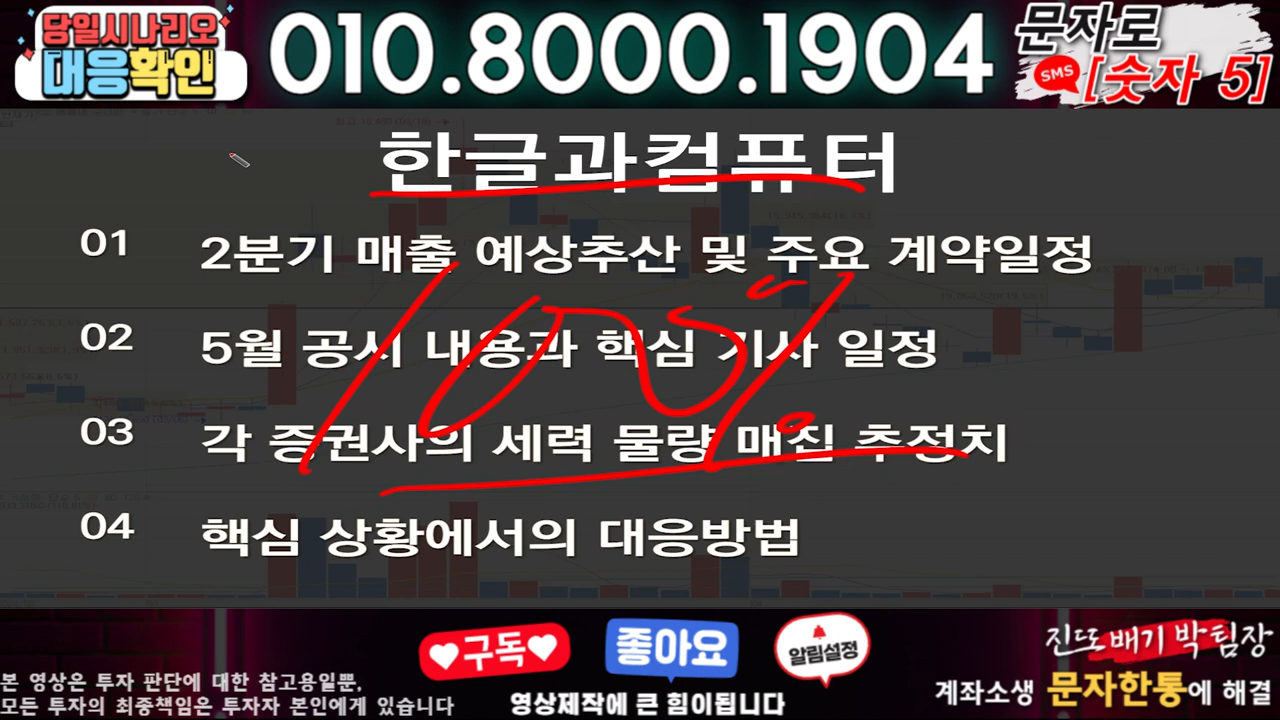 당일시나리오
대응확인
010.8000.1904
문자로
SMS [숫자 5]
한글과컴퓨터
01 2분기 매출 예상추산 및 주요 계약일정
02 5월 공시 내용과 핵심 기사 일정
03 각 증권사의 세력 물량 매집 추정치
04 핵심 상황에서의 대응방법
100%
구독
좋아요
알림설정
영상제작에 큰 힘이됩니다
본 영상은 투자 판단에 대한 참고용일뿐,
모든 투자의 최종책임은 투자자 본인에게 있습니다
진또배기 박팀장
계좌소생 문자한통에 해결